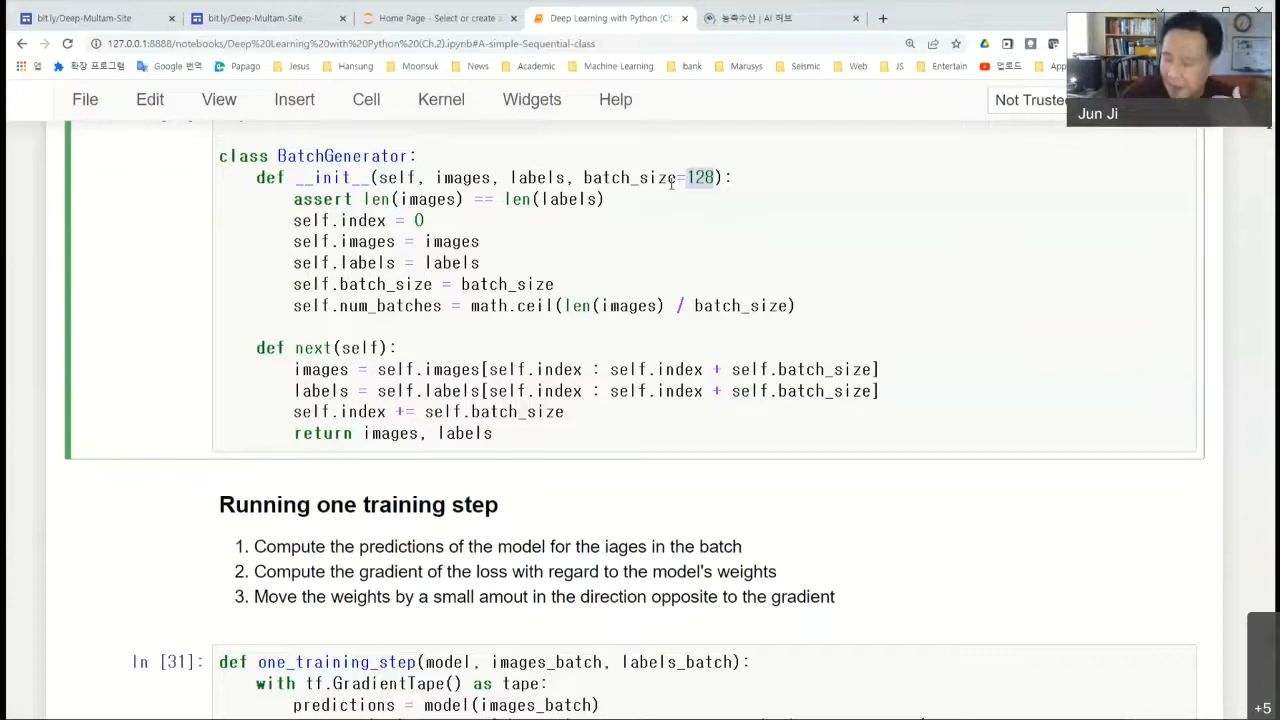 bit.ly/Deep-Multam-Site
bit.ly/Deep-Multam-Site
Home Page - Select or create a
Deep Learning with Python (Ch.
농축수산 | AI 허브
127.0.0.1:8888/notebooks/Deep%20Learning%20with%20Python%20(Ch.2).ipynb#A-simple-Sequential-class
앱 확장 프로그램 Google 번역 Papago Jesus Hansung Moonsuk News Academic Machine Learning bank Marusys Seismic Web JS Entertain 업로드 App
File Edit View Insert Cell Kernel Widgets Help Not Trusted
Jun Ji
class BatchGenerator:
def __init__(self, images, labels, batch_size=128):
assert len(images) == len(labels)
self.index = 0
self.images = images
self.labels = labels
self.batch_size = batch_size
self.num_batches = math.ceil(len(images) / batch_size)
def next(self):
images = self.images[self.index : self.index + self.batch_size]
labels = self.labels[self.index : self.index + self.batch_size]
self.index += self.batch_size
return images, labels
Running one training step
1. Compute the predictions of the model for the iages in the batch
2. Compute the gradient of the loss with regard to the model's weights
3. Move the weights by a small amout in the direction opposite to the gradient
In [31]: def one_training_step(model, images_batch, labels_batch):
with tf.GradientTape() as tape:
predictions = model(images_batch)
+5